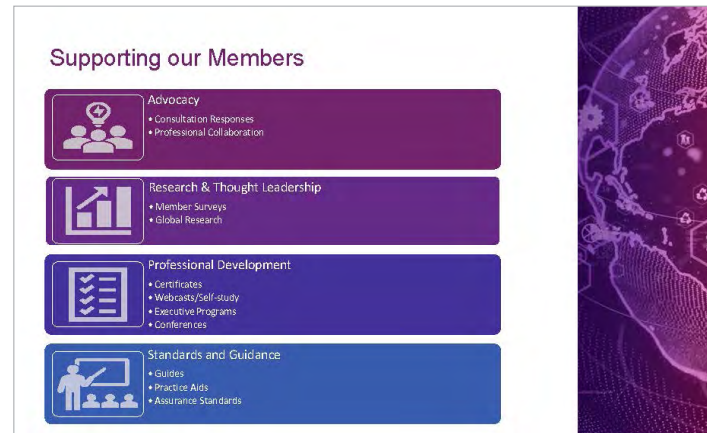 Supporting our Members
Advocacy
• Consultation Responses
• Professional Collaboration
Research & Thought Leadership
• Member Surveys
• Global Research
Professional Development
• Certificates
• Webcasts/Self-study
• Executive Programs
• Conferences
Standards and Guidance
• Guides
• Practice Aids
• Assurance Standards